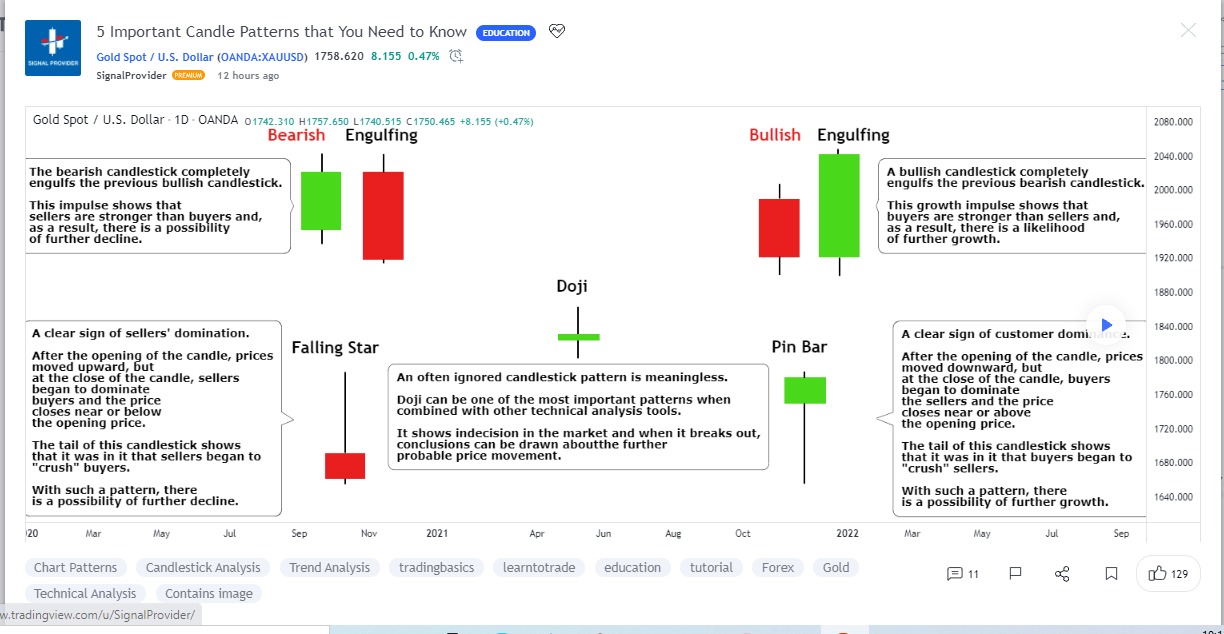 5 Important Candle Patterns that You Need to Know EDUCATION
SIGNAL PROVIDER
Gold Spot / U.S. Dollar (OANDA:XAUUSD) 1758.620 8.155 0.47%
SignalProvider PREMIUM 12 hours ago
Gold Spot / U.S. Dollar · 1D · OANDA O1742.310 H1757.650 L1740.515 C1750.465 +8.155 (+0.47%)
Bearish Engulfing
The bearish candlestick completely
engulfs the previous bullish candlestick.
This impulse shows that
sellers are stronger than buyers and,
as a result, there is a possibility
of further decline.
Bullish Engulfing
A bullish candlestick completely
engulfs the previous bearish candlestick.
This growth impulse shows that
buyers are stronger than sellers and,
as a result, there is a likelihood
of further growth.
Doji
An often ignored candlestick pattern is meaningless.
Doji can be one of the most important patterns when
combined with other technical analysis tools.
It shows indecision in the market and when it breaks out,
conclusions can be drawn aboutthe further
probable price movement.
Falling Star
A clear sign of sellers' domination.
After the opening of the candle, prices
moved upward, but
at the close of the candle, sellers
began to dominate
buyers and the price
closes near or below
the opening price.
The tail of this candlestick shows
that it was in it that sellers began to
"crush" buyers.
With such a pattern, there
is a possibility of further decline.
Pin Bar
A clear sign of customer dominance.
After the opening of the candle, prices
moved downward, but
at the close of the candle, buyers
began to dominate
the sellers and the price
closes near or above
the opening price.
The tail of this candlestick shows
that it was in it that buyers began to
"crush" sellers.
With such a pattern, there
is a possibility of further growth.
2080.000
2040.000
2000.000
1960.000
1920.000
1880.000
1840.000
1800.000
1760.000
1720.000
1680.000
1640.000
020 Mar May Jul Sep Nov 2021 Apr Jun Aug Oct 2022 Mar May Jul Sep
Chart Patterns Candlestick Analysis Trend Analysis tradingbasics learntotrade education tutorial Forex Gold
Technical Analysis Contains image
11 129
w.tradingview.com/u/SignalProvider/